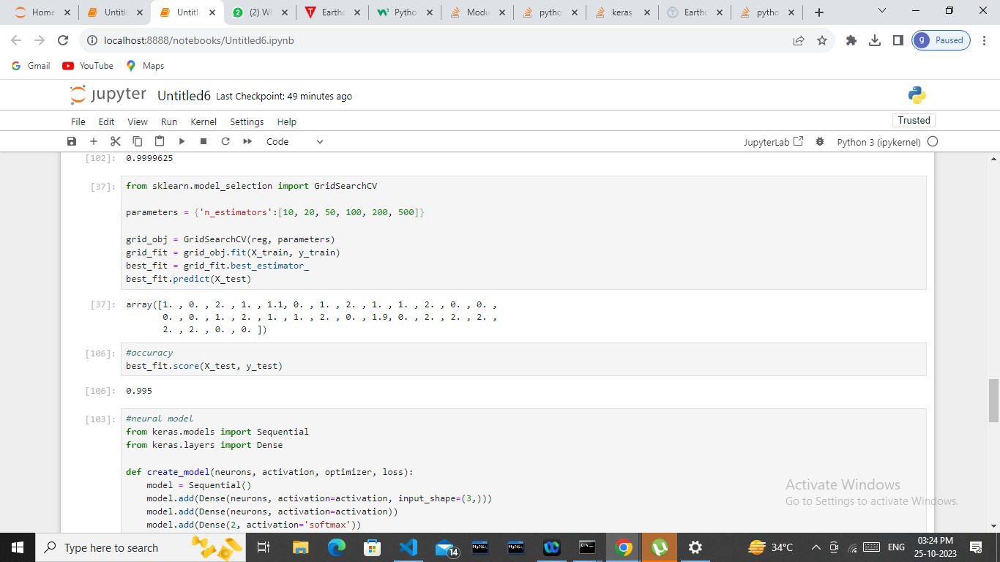 Home
Untitl
Untitl
(2) W
Earthq
Pytho
Modu
pytho
keras
Earthq
pytho
localhost:8888/notebooks/Untitled6.ipynb
g Paused
Gmail YouTube Maps
jupyter Untitled6 Last Checkpoint: 49 minutes ago
File Edit View Run Kernel Settings Help
Trusted
Code
JupyterLab Python 3 (ipykernel)
[102]: 0.9999625
[37]: from sklearn.model_selection import GridSearchCV
parameters = {'n_estimators':[10, 20, 50, 100, 200, 500]}
grid_obj = GridSearchCV(reg, parameters)
grid_fit = grid_obj.fit(X_train, y_train)
best_fit = grid_fit.best_estimator_
best_fit.predict(X_test)
[37]: array([1. , 0. , 2. , 1. , 1.1, 0. , 1. , 2. , 1. , 1. , 2. , 0. , 0. ,
0. , 0. , 1. , 2. , 1. , 1. , 2. , 0. , 1.9, 0. , 2. , 2. , 2. ,
2. , 2. , 0. , 0. ])
[106]: #accuracy
best_fit.score(X_test, y_test)
[106]: 0.995
[103]: #neural model
from keras.models import Sequential
from keras.layers import Dense
def create_model(neurons, activation, optimizer, loss):
model = Sequential()
model.add(Dense(neurons, activation=activation, input_shape=(3,)))
model.add(Dense(neurons, activation=activation))
model.add(Dense(2, activation='softmax'))
Activate Windows
Go to Settings to activate Windows.
Type here to search
14
34°C
ENG
03:24 PM
25-10-2023